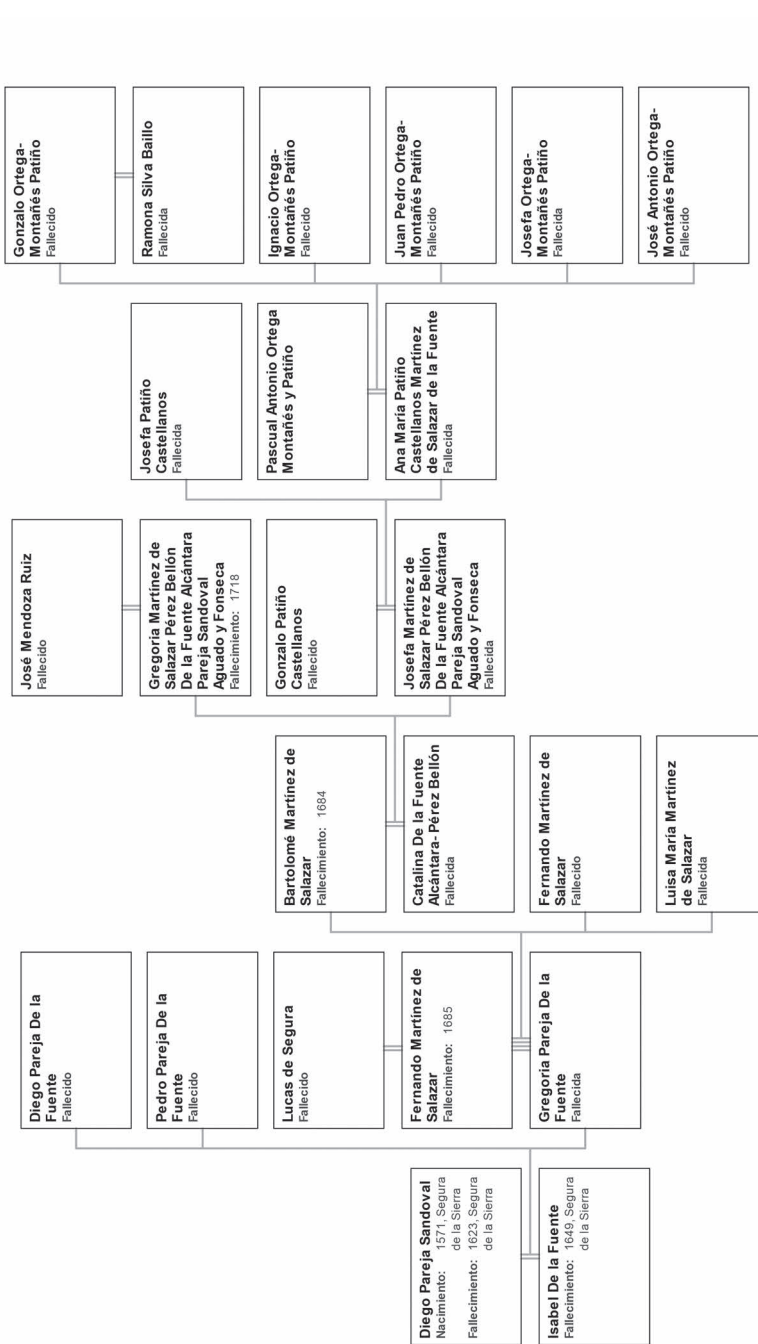 Gonzalo Ortega-
Montañés Patiño
Fallecido
Ramona Silva Baillo
Fallecida
Ignacio Ortega-
Montañés Patiño
Fallecido
Juan Pedro Ortega-
Montañés Patiño
Fallecido
Josefa Ortega-
Montañés Patiño
Fallecida
José Antonio Ortega-
Montañés Patiño
Fallecido
Josefa Patiño
Castellanos
Fallecida
Pascual Antonio Ortega
Montañés y Patiño
Ana María Patiño
Castellanos Martínez
de Salazar de la Fuente
Fallecida
José Mendoza Ruiz
Fallecido
Gregoria Martínez de
Salazar Pérez Bellón
De la Fuente Alcántara
Pareja Sandoval
Aguado y Fonseca
Fallecimiento: 1718
Gonzalo Patiño
Castellanos
Fallecido
Josefa Martínez de
Salazar Pérez Bellón
De la Fuente Alcántara
Pareja Sandoval
Aguado y Fonseca
Fallecida
Bartolomé Martínez de
Salazar
Fallecimiento: 1684
Catalina De la Fuente
Alcántara- Pérez Bellón
Fallecida
Fernando Martínez de
Salazar
Fallecido
Luisa María Martínez
de Salazar
Fallecida
Diego Pareja De la
Fuente
Fallecido
Pedro Pareja De la
Fuente
Fallecido
Lucas de Segura
Fallecido
Fernando Martínez de
Salazar
Fallecimiento: 1685
Gregoria Pareja De la
Fuente
Fallecida
Diego Pareja Sandoval
Nacimiento: 1571, Segura
de la Sierra
Fallecimiento: 1623, Segura
de la Sierra
Isabel De la Fuente
Fallecimiento: 1649, Segura
de la Sierra